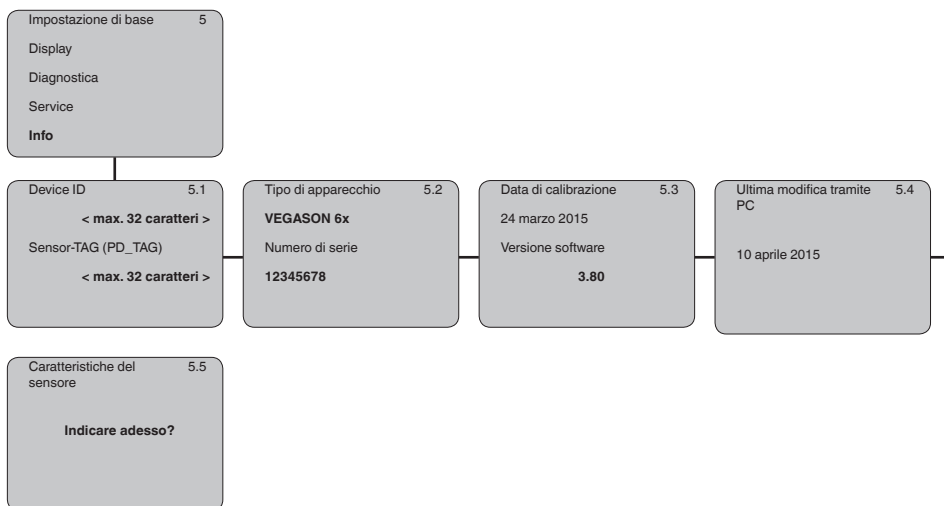 Impostazione di base 5
Display
Diagnostica
Service
Info
Device ID 5.1
< max. 32 caratteri >
Sensor-TAG (PD_TAG)
< max. 32 caratteri >
Tipo di apparecchio 5.2
VEGASON 6x
Numero di serie
12345678
Data di calibrazione 5.3
24 marzo 2015
Versione software
3.80
Ultima modifica tramite 5.4
PC
10 aprile 2015
Caratteristiche del 5.5
sensore
Indicare adesso?